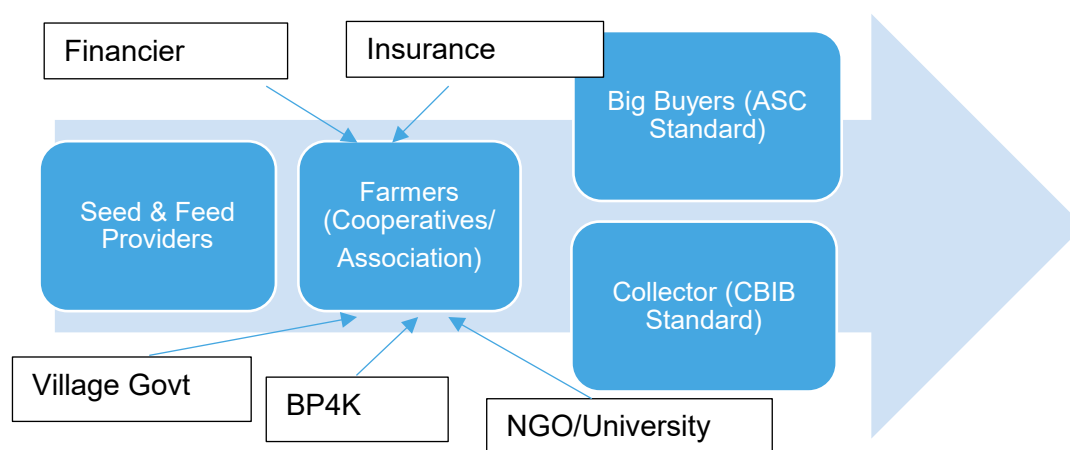 Financier
Insurance
Big Buyers (ASC
Standard)
Seed & Feed
Providers
Farmers
(Cooperatives/
Association)
Collector (CBIB
Standard)
Village Govt
BP4K
NGO/University